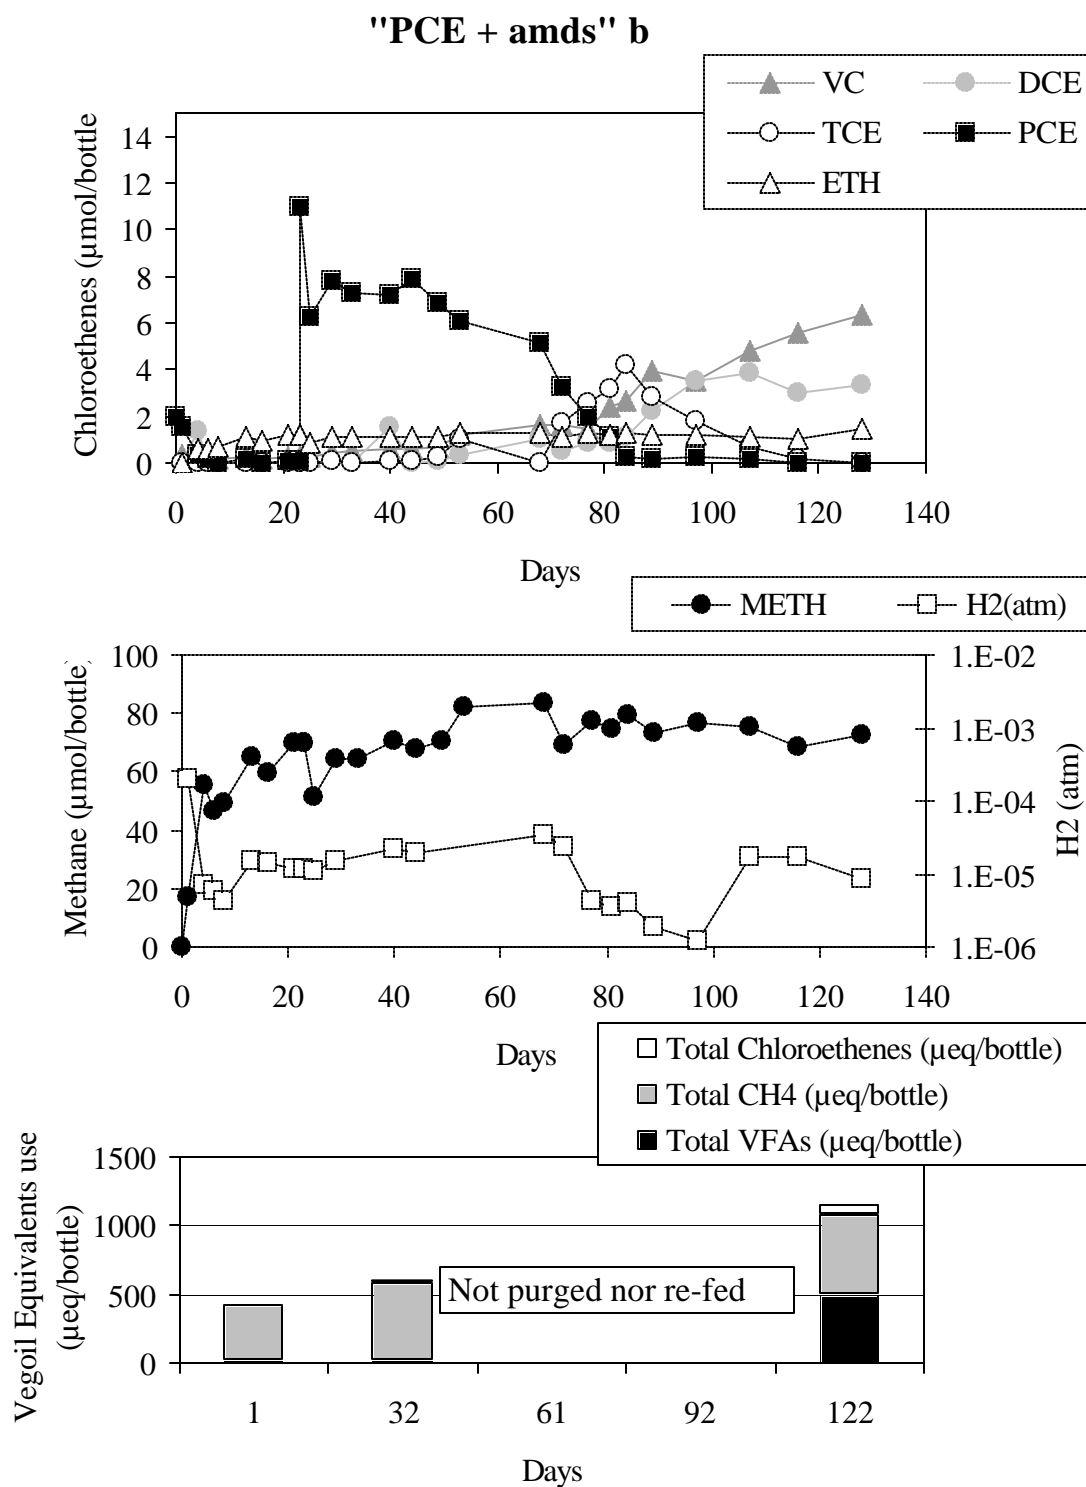 "PCE + amds" b
VC DCE
TCE PCE
ETH
Chloroethenes (µmol/bottle)
14
12
10
8
6
4
2
0
0 20 40 60 80 100 120 140
Days
METH H2(atm)
Methane (µmol/bottle)
100
80
60
40
20
0
1.E-02
1.E-03
1.E-04
1.E-05
1.E-06
H2 (atm)
0 20 40 60 80 100 120 140
Days
Total Chloroethenes (µeq/bottle)
Total CH4 (µeq/bottle)
Total VFAs (µeq/bottle)
Vegoil Equivalents use
(µeq/bottle)
1500
1000
500
0
Not purged nor re-fed
1 32 61 92 122
Days